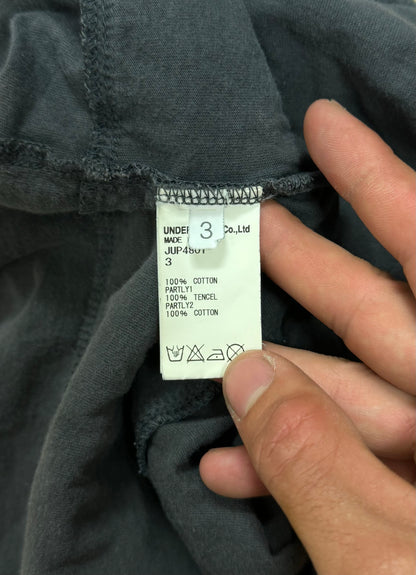 3
UNDER Co.,Ltd
MADE
JUP4801
3
100% COTTON
PARTLY1
100% TENCEL
PARTLY2
100% COTTON